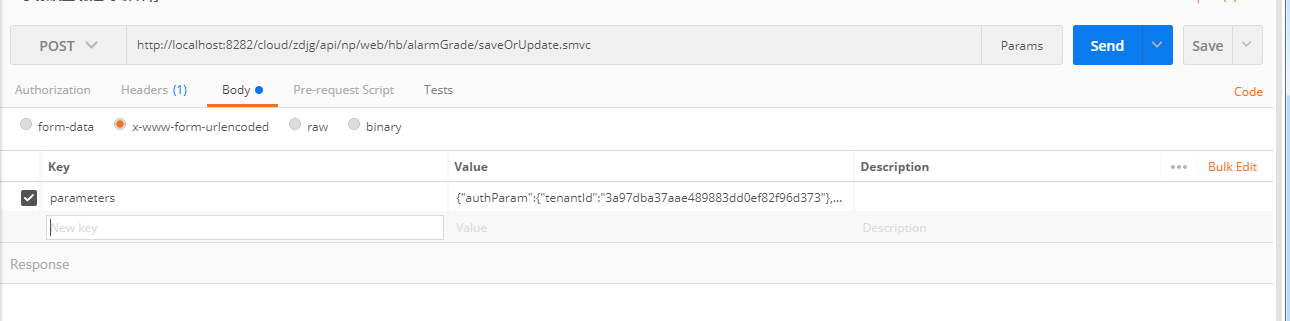 POST
http://localhost:8282/cloud/zdjg/api/np/web/hb/alarmGrade/saveOrUpdate.smvc
Params
Send
Save
Authorization
Headers (1)
Body
Pre-request Script
Tests
Code
form-data
x-www-form-urlencoded
raw
binary
Key
Value
Description
Bulk Edit
parameters
{"authParam":{"tenantId":"3a97dba37aae489883dd0ef82f96d373"},...
New key
Value
Description
Response